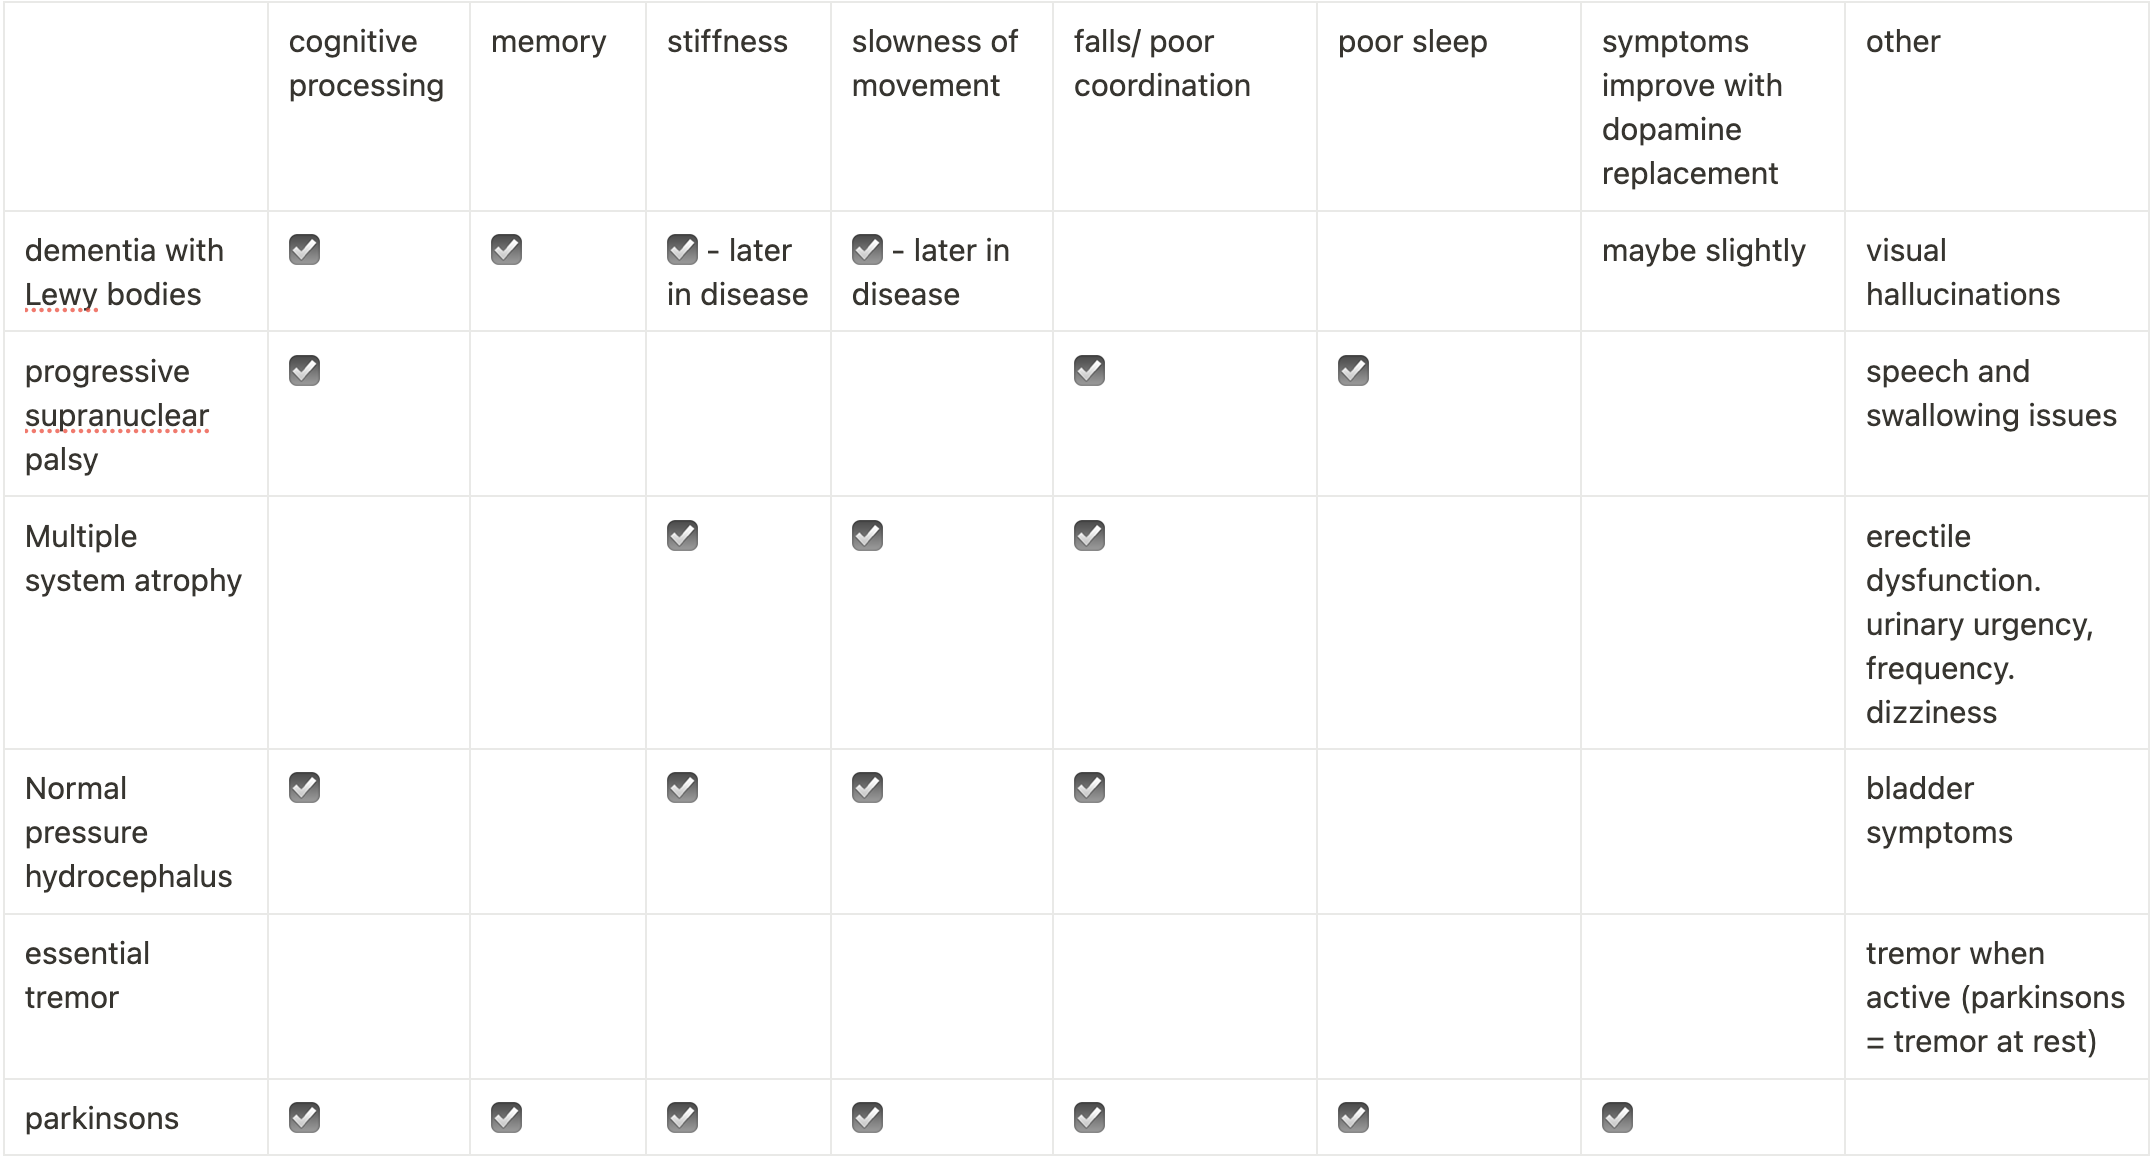 cognitive
processing
memory
stiffness
slowness of
movement
falls/ poor
coordination
poor sleep
symptoms
improve with
dopamine
replacement
other
dementia with
Lewy bodies
☑
☑
☑ - later
in disease
☑ - later in
disease
maybe slightly
visual
hallucinations
progressive
supranuclear
palsy
☑
☑
☑
speech and
swallowing issues
Multiple
system atrophy
☑
☑
☑
erectile
dysfunction.
urinary urgency,
frequency.
dizziness
Normal
pressure
hydrocephalus
☑
☑
☑
☑
bladder
symptoms
essential
tremor
tremor when
active (parkinsons
= tremor at rest)
parkinsons
☑
☑
☑
☑
☑
☑
☑